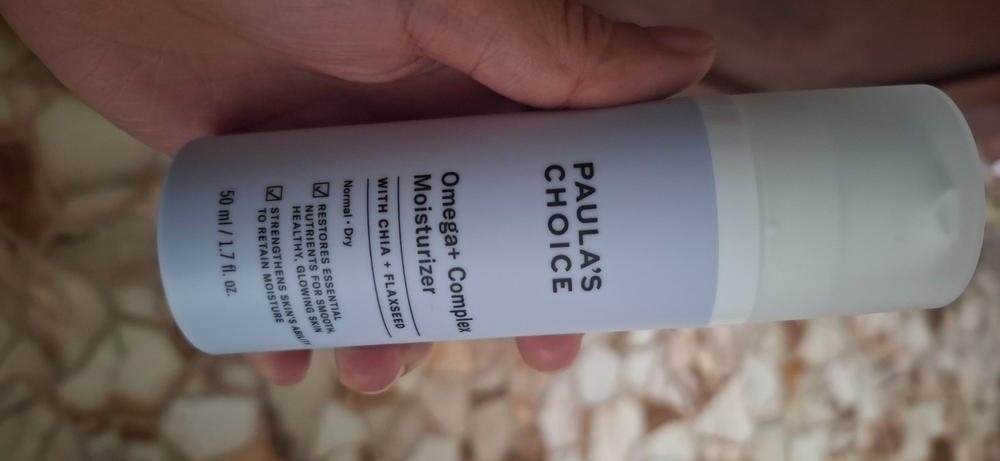 PAULA'S
CHOICE
Omega+ Complex
Moisturizer
WITH CHIA + FLAXSEED
Normal · Dry
☑ RESTORES ESSENTIAL
NUTRIENTS FOR SMOOTH,
HEALTHY, GLOWING SKIN
☑ STRENGTHENS SKIN'S ABILITY
TO RETAIN MOISTURE
50 ml / 1.7 fl. oz.